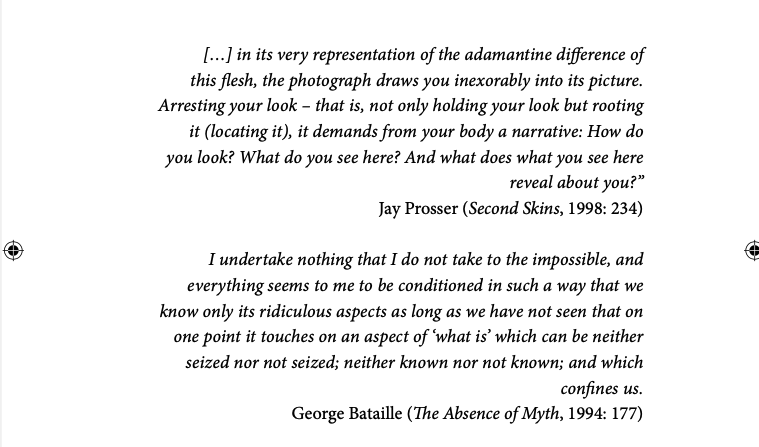 […] in its very representation of the adamantine difference of
this flesh, the photograph draws you inexorably into its picture.
Arresting your look – that is, not only holding your look but rooting
it (locating it), it demands from your body a narrative: How do
you look? What do you see here? And what does what you see here
reveal about you?”
Jay Prosser (Second Skins, 1998: 234)
I undertake nothing that I do not take to the impossible, and
everything seems to me to be conditioned in such a way that we
know only its ridiculous aspects as long as we have not seen that on
one point it touches on an aspect of ‘what is’ which can be neither
seized nor not seized; neither known nor not known; and which
confines us.
George Bataille (The Absence of Myth, 1994: 177)